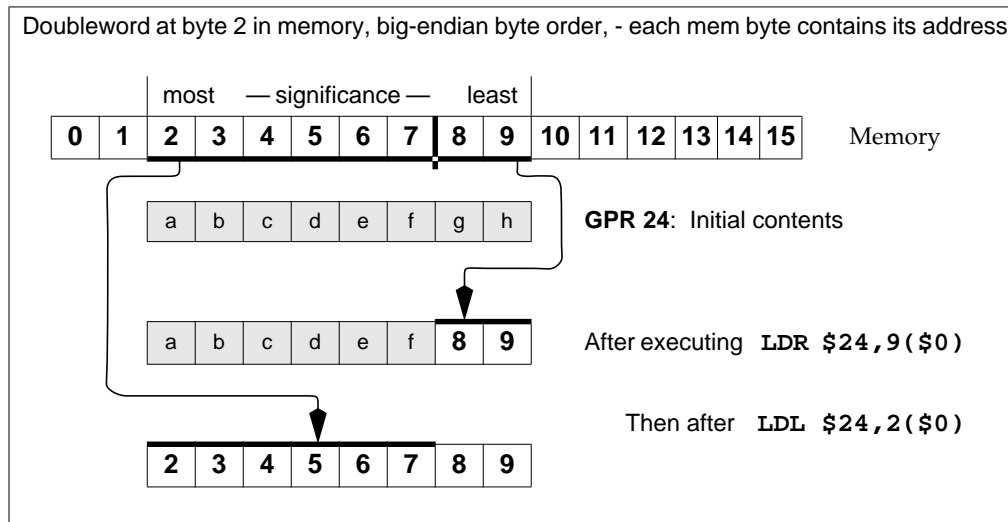 Doubleword at byte 2 in memory, big-endian byte order, - each mem byte contains its address
most — significance — least
0 1 2 3 4 5 6 7 8 9 10 11 12 13 14 15 Memory
a b c d e f g h GPR 24: Initial contents
a b c d e f 8 9 After executing LDR $24,9($0)
Then after LDL $24,2($0)
2 3 4 5 6 7 8 9